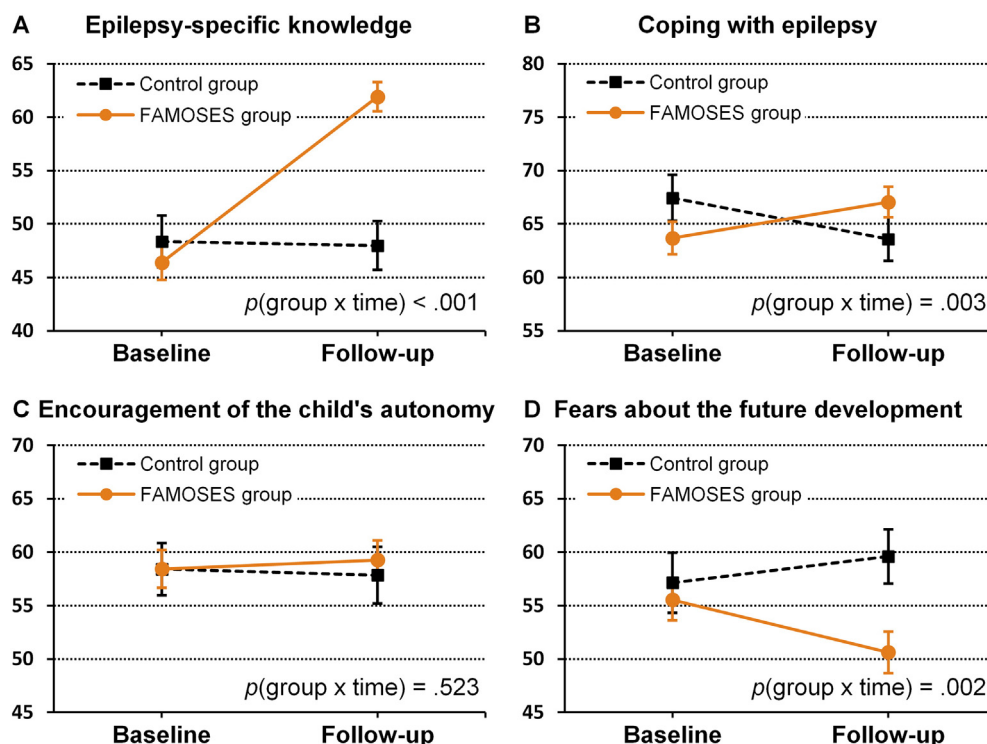 A Epilepsy-specific knowledge
65
Control group
FAMOSES group
60
55
50
45
p(group x time) < .001
40
Baseline Follow-up
B Coping with epilepsy
80
Control group
FAMOSES group
75
70
65
60
p(group x time) = .003
55
Baseline Follow-up
C Encouragement of the child's autonomy
70
Control group
FAMOSES group
65
60
55
50
p(group x time) = .523
45
Baseline Follow-up
D Fears about the future development
70
Control group
FAMOSES group
65
60
55
50
p(group x time) = .002
45
Baseline Follow-up